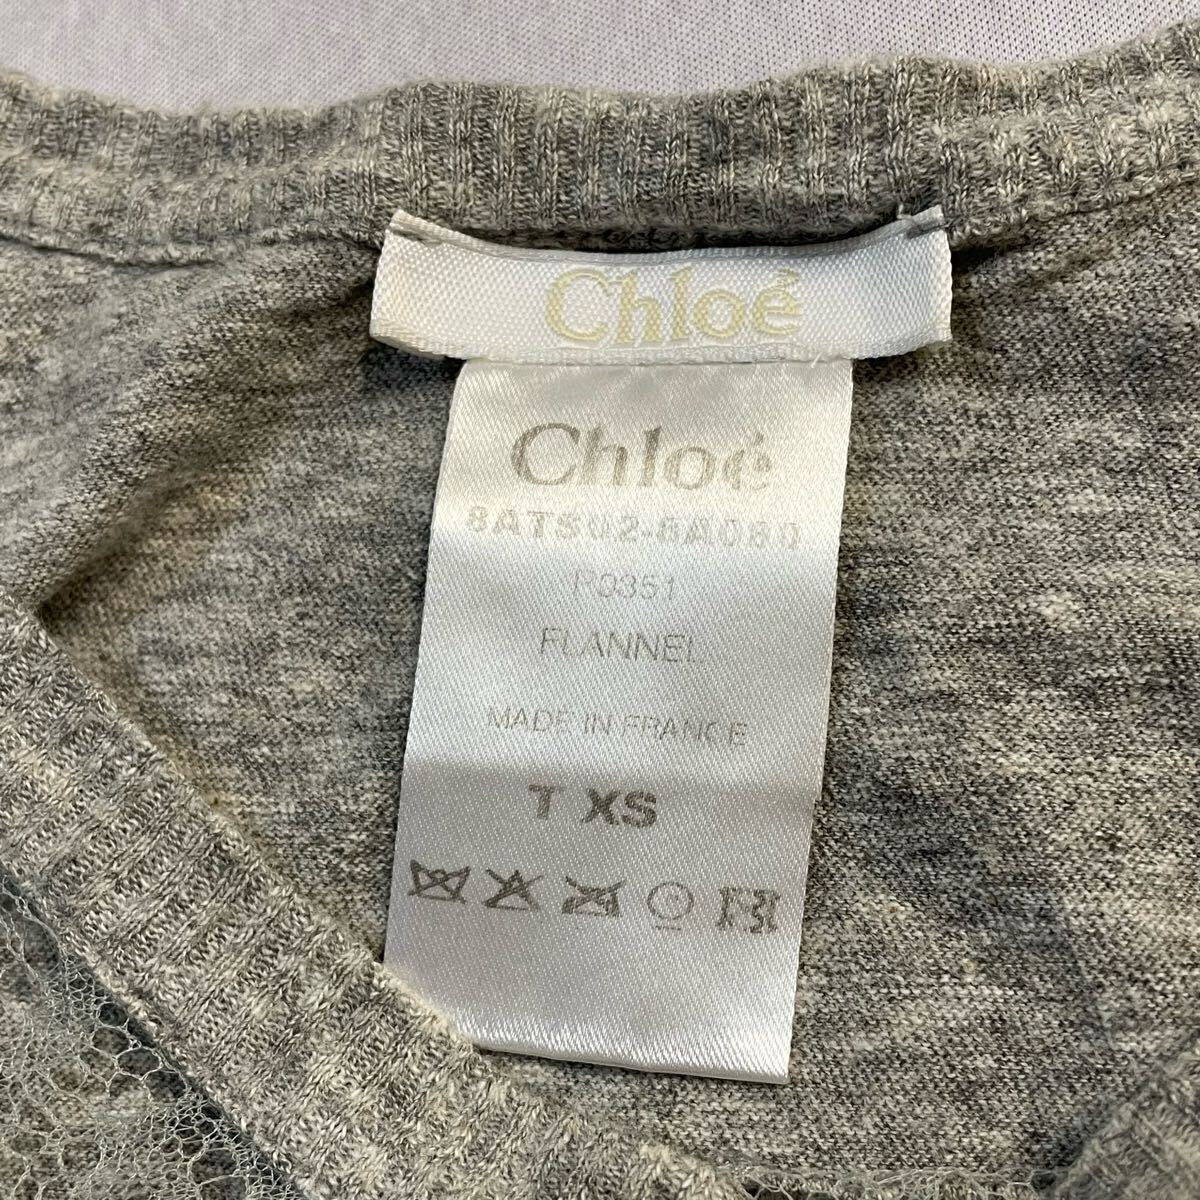 Chloé
Chloé
8ATS02-8A080
P0351
FLANNEL
MADE IN FRANCE
T XS